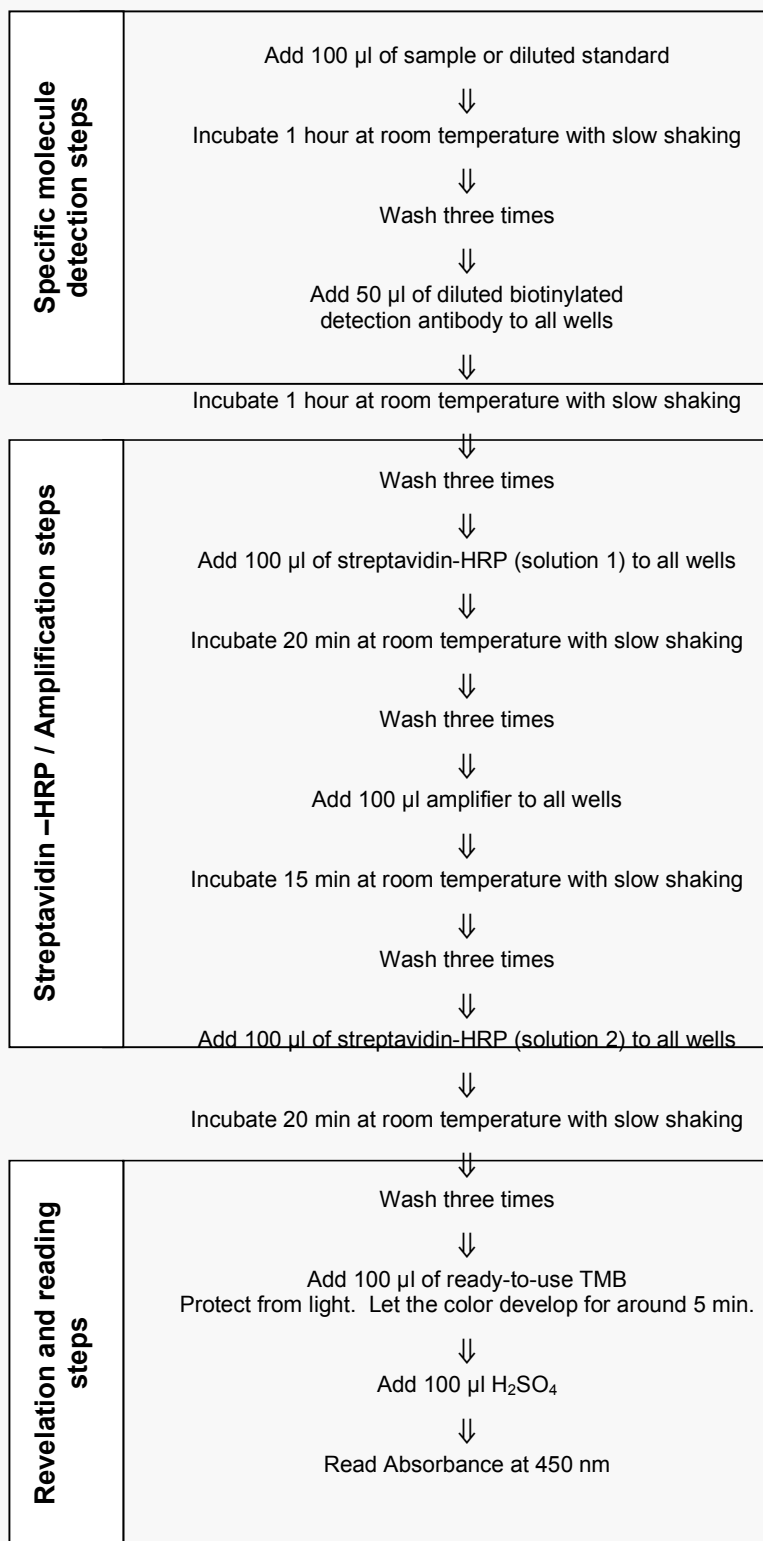 Specific molecule
detection steps
Add 100 µl of sample or diluted standard
⇓
Incubate 1 hour at room temperature with slow shaking
⇓
Wash three times
⇓
Add 50 µl of diluted biotinylated
detection antibody to all wells
⇓
Incubate 1 hour at room temperature with slow shaking
⇓
Streptavidin –HRP / Amplification steps
Wash three times
⇓
Add 100 µl of streptavidin-HRP (solution 1) to all wells
⇓
Incubate 20 min at room temperature with slow shaking
⇓
Wash three times
⇓
Add 100 µl amplifier to all wells
⇓
Incubate 15 min at room temperature with slow shaking
⇓
Wash three times
⇓
Add 100 µl of streptavidin-HRP (solution 2) to all wells
⇓
Incubate 20 min at room temperature with slow shaking
⇓
Revelation and reading
steps
Wash three times
⇓
Add 100 µl of ready-to-use TMB
Protect from light.  Let the color develop for around 5 min.
⇓
Add 100 µl H₂SO₄
⇓
Read Absorbance at 450 nm